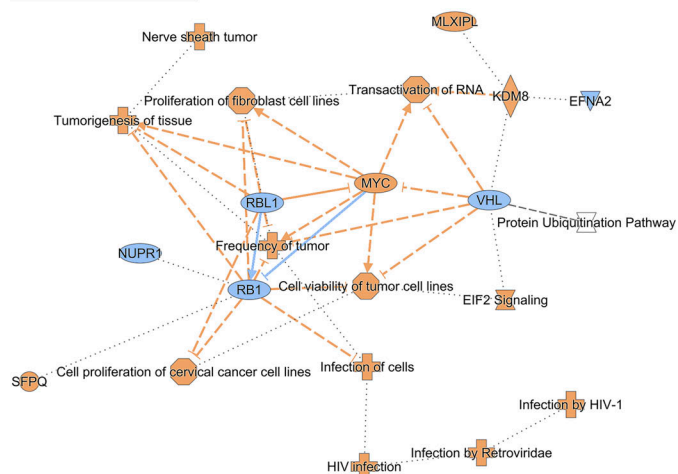 MLXIPL
Nerve sheath tumor
Transactivation of RNA
KDM8
EFNA2
Proliferation of fibroblast cell lines
Tumorigenesis of tissue
MYC
RBL1
VHL
Protein Ubiquitination Pathway
Frequency of tumor
NUPR1
RB1
Cell viability of tumor cell lines
EIF2 Signaling
Cell proliferation of cervical cancer cell lines
Infection of cells
SFPQ
Infection by HIV-1
Infection by Retroviridae
HIV infection